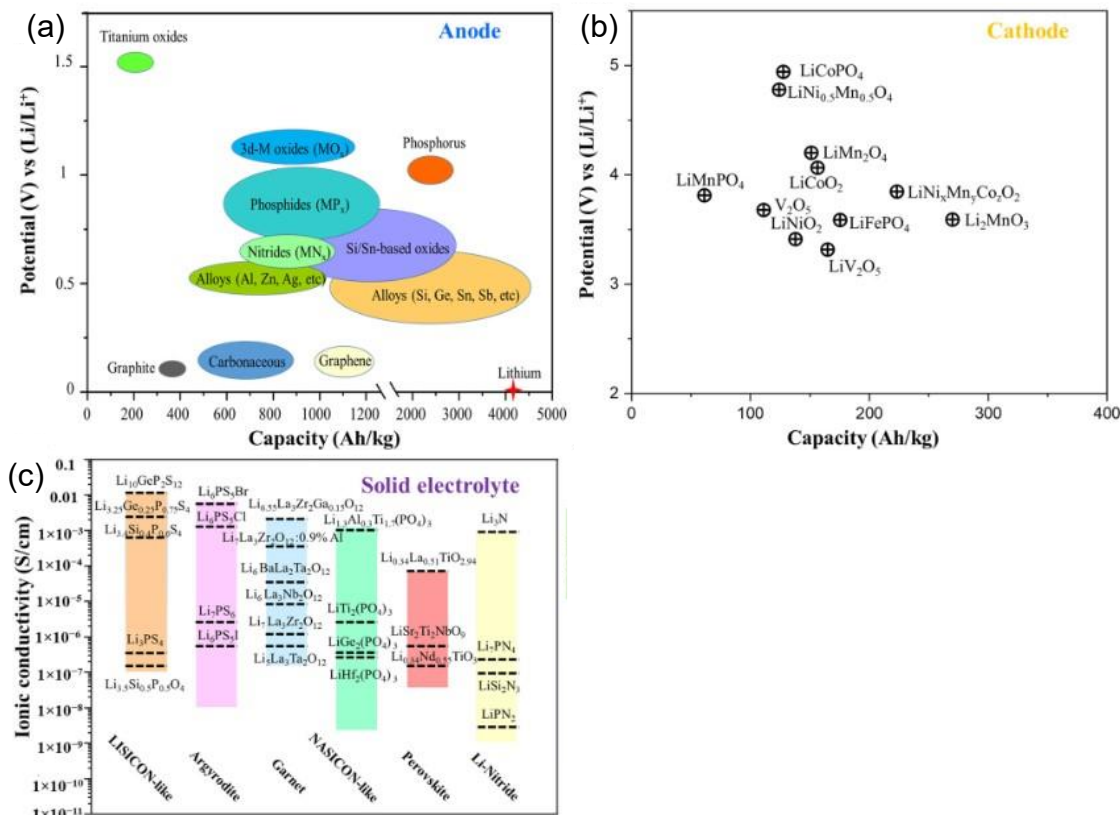 (a)
Anode
Titanium oxides
1.5
3d-M oxides (MOₓ)
Phosphorus
1
Phosphides (MPₓ)
Nitrides (MNₓ)
Si/Sn-based oxides
0.5
Alloys (Al, Zn, Ag, etc)
Alloys (Si, Ge, Sn, Sb, etc)
Graphite
Carbonaceous
Graphene
Lithium
0
0 200 400 600 800 1000 1200 2000 3000 4000 5000
Capacity (Ah/kg)
Potential (V) vs (Li/Li⁺)
(b)
Cathode
5
LiCoPO₄
LiNi₀.₅Mn₀.₅O₄
LiMn₂O₄
4
LiCoO₂
LiMnPO₄
LiNiₓMnᵧCo_zO₂
V₂O₅
LiNiO₂
LiFePO₄
Li₂MnO₃
LiV₂O₅
3
2
0 100 200 300 400
Capacity (Ah/kg)
Potential (V) vs (Li/Li⁺)
(c)
Solid electrolyte
0.1
0.01
1×10⁻³
1×10⁻⁴
1×10⁻⁵
1×10⁻⁶
1×10⁻⁷
1×10⁻⁸
1×10⁻⁹
1×10⁻¹⁰
1×10⁻¹¹
Ionic conductivity (S/cm)
Li₁₀GeP₂S₁₂
Li₃.₂₅Ge₀.₂₅P₀.₇₅S₄
Li₃.₄Si₀.₄P₀.₆S₄
Li₃PS₄
Li₃.₅Si₀.₅P₀.₅O₄
LISICON-like
Li₆PS₅Br
Li₆PS₅Cl
Li₇PS₆
Li₆PS₅I
Argyrodite
Li₆.₅₅La₃Zr₂Ga₀.₁₅O₁₂
Li₇La₃Zr₂O₁₂:0.9% Al
Li₆BaLa₂Ta₂O₁₂
Li₆La₃Nb₂O₁₂
Li₇La₃Zr₂O₁₂
Li₅La₃Ta₂O₁₂
Garnet
Li₁.₃Al₀.₃Ti₁.₇(PO₄)₃
LiTi₂(PO₄)₃
LiGe₂(PO₄)₃
LiHf₂(PO₄)₃
NASICON-like
Li₀.₃₄La₀.₅₁TiO₂.₉₄
LiSr₂Ti₂NbO₉
Li₀.₃₄Nd₀.₅₅TiO₃
Perovskite
Li₃N
Li₇PN₄
LiSi₂N₃
LiPN₂
Li-Nitride